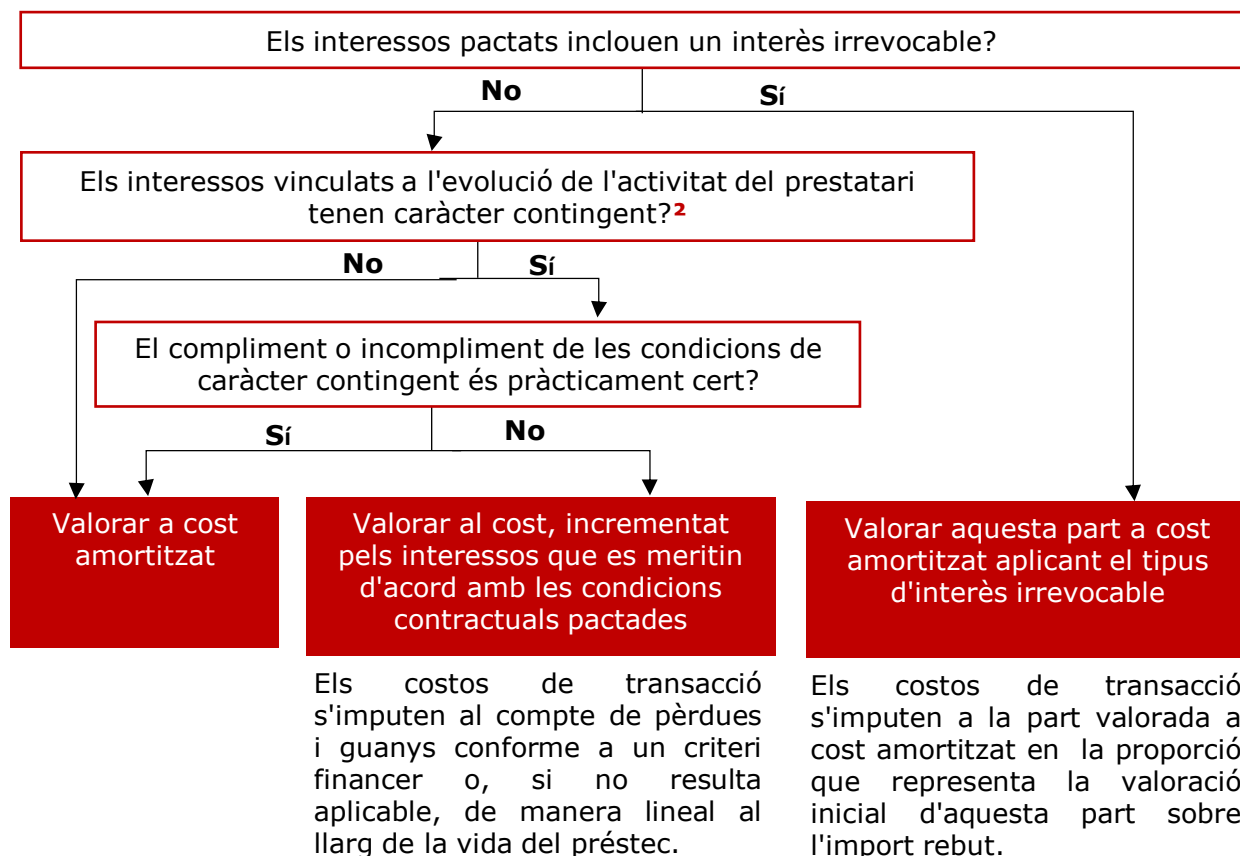 Els interessos pactats inclouen un interès irrevocable?
No
Sí
Els interessos vinculats a l'evolució de l'activitat del prestatari
tenen caràcter contingent?²
No
Sí
El compliment o incompliment de les condicions de
caràcter contingent és pràcticament cert?
Sí
No
Valorar a cost
amortitzat
Valorar al cost, incrementat
pels interessos que es meritin
d'acord amb les condicions
contractuals pactades
Valorar aquesta part a cost
amortitzat aplicant el tipus
d'interès irrevocable
Els costos de transacció
s'imputen al compte de pèrdues
i guanys conforme a un criteri
financer o, si no resulta
aplicable, de manera lineal al
llarg de la vida del préstec.
Els costos de transacció
s'imputen a la part valorada a
cost amortitzat en la proporció
que representa la valoració
inicial d'aquesta part sobre
l'import rebut.